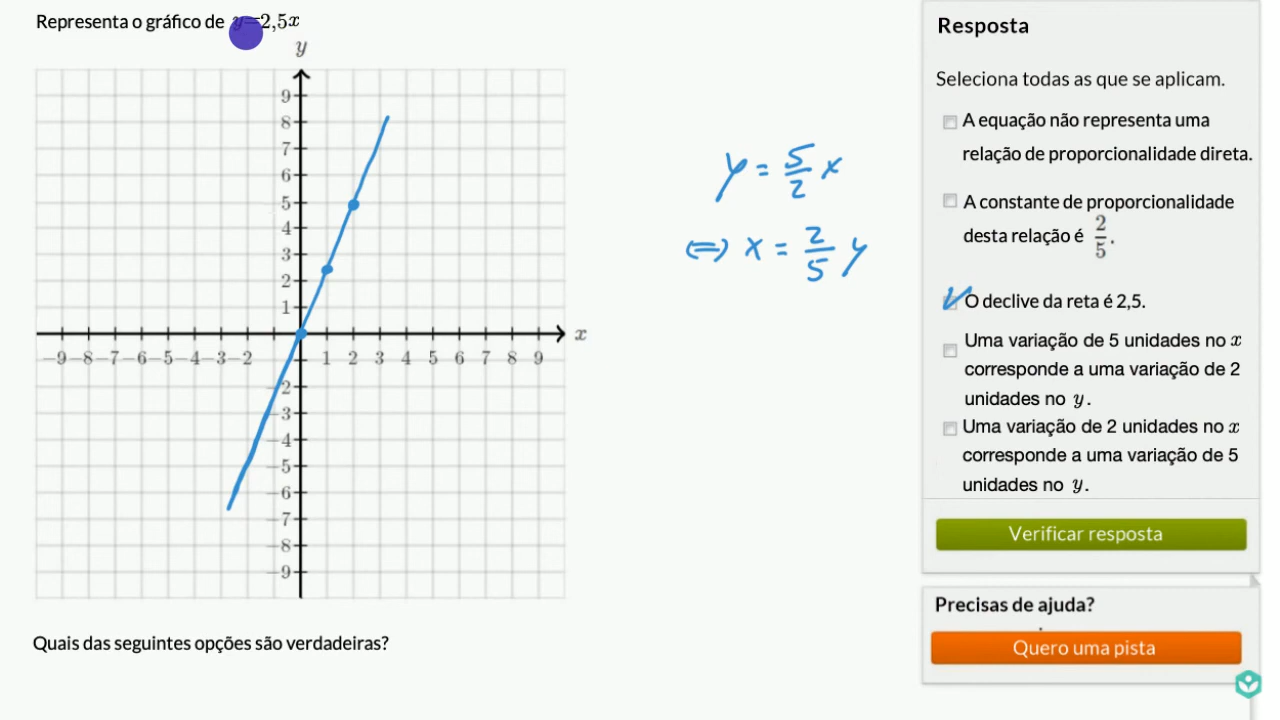 Representa o gráfico de y=2,5x
y
9
8
7
6
5
4
3
2
1
x
−9 −8 −7 −6 −5 −4 −3 −2 1 2 3 4 5 6 7 8 9
−2
−3
−4
−5
−6
−7
−8
−9
Quais das seguintes opções são verdadeiras?
y = 5/2 x
⇔ x = 2/5 y
Resposta
Seleciona todas as que se aplicam.
A equação não representa uma
relação de proporcionalidade direta.
A constante de proporcionalidade
desta relação é 2/5.
O declive da reta é 2,5.
Uma variação de 5 unidades no x
corresponde a uma variação de 2
unidades no y.
Uma variação de 2 unidades no x
corresponde a uma variação de 5
unidades no y.
Verificar resposta
Precisas de ajuda?
Quero uma pista